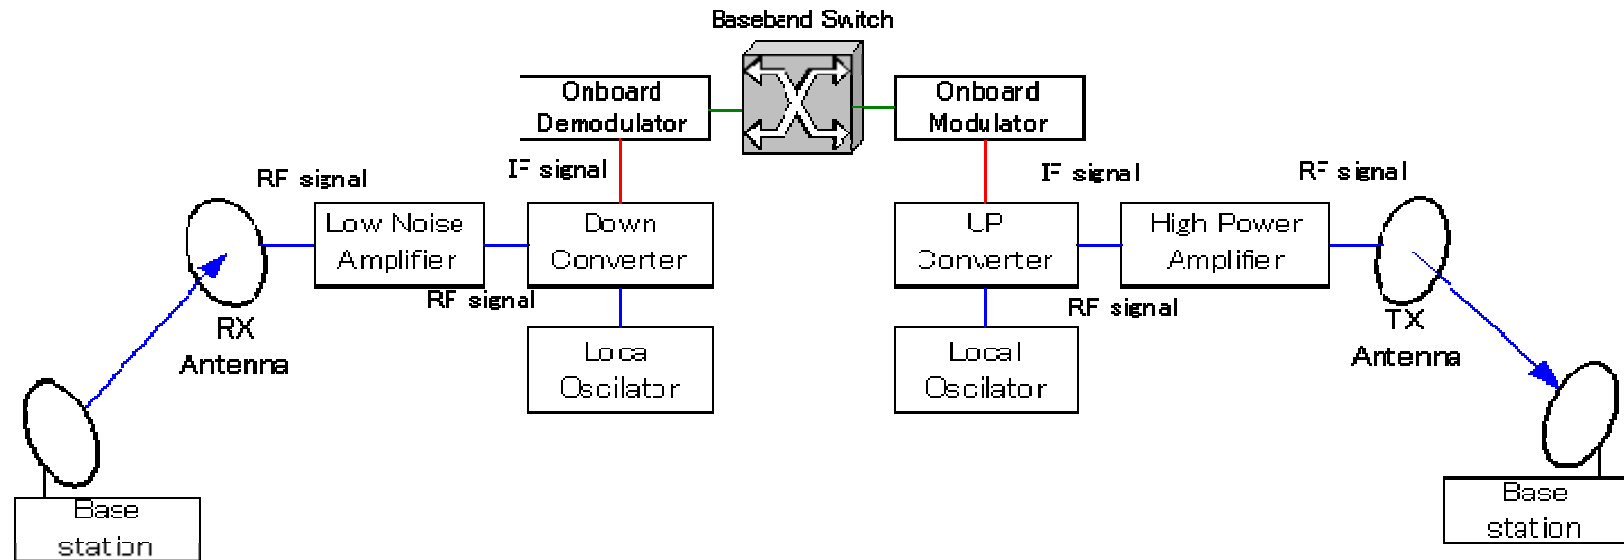 Baseband Switch
Onboard
Demodulator
Onboard
Modulator
IF signal
RF signal
IF signal
RF signal
Low Noise
Amplifier
Down
Converter
UP
Converter
High Power
Amplifier
RF signal
RF signal
RX
Antenna
TX
Antenna
Local
Oscilator
Local
Oscilator
Base
station
Base
station